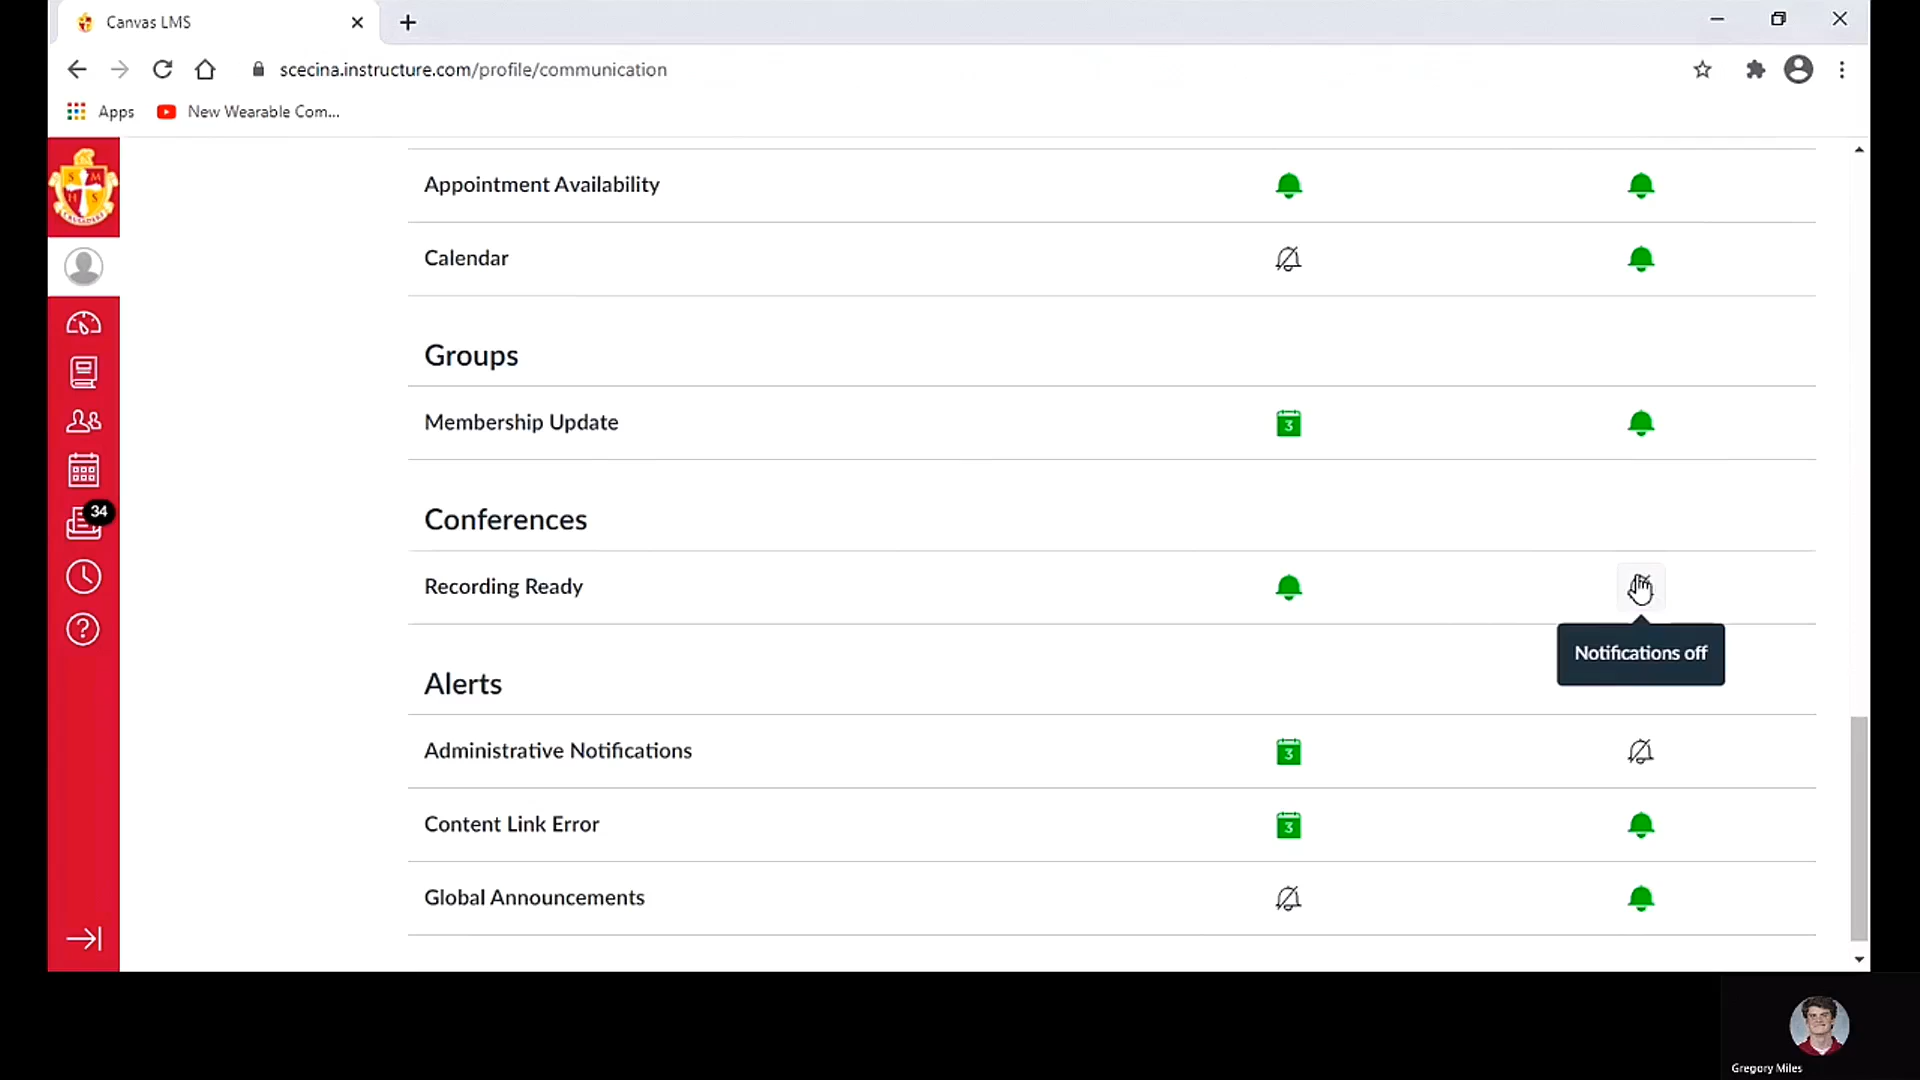 Canvas LMS
scecina.instructure.com/profile/communication
Apps
New Wearable Com...
S M
H S
Appointment Availability
Calendar
Groups
Membership Update
3
34
Conferences
Recording Ready
Notifications off
Alerts
Administrative Notifications
3
Content Link Error
3
Global Announcements
Gregory Miles